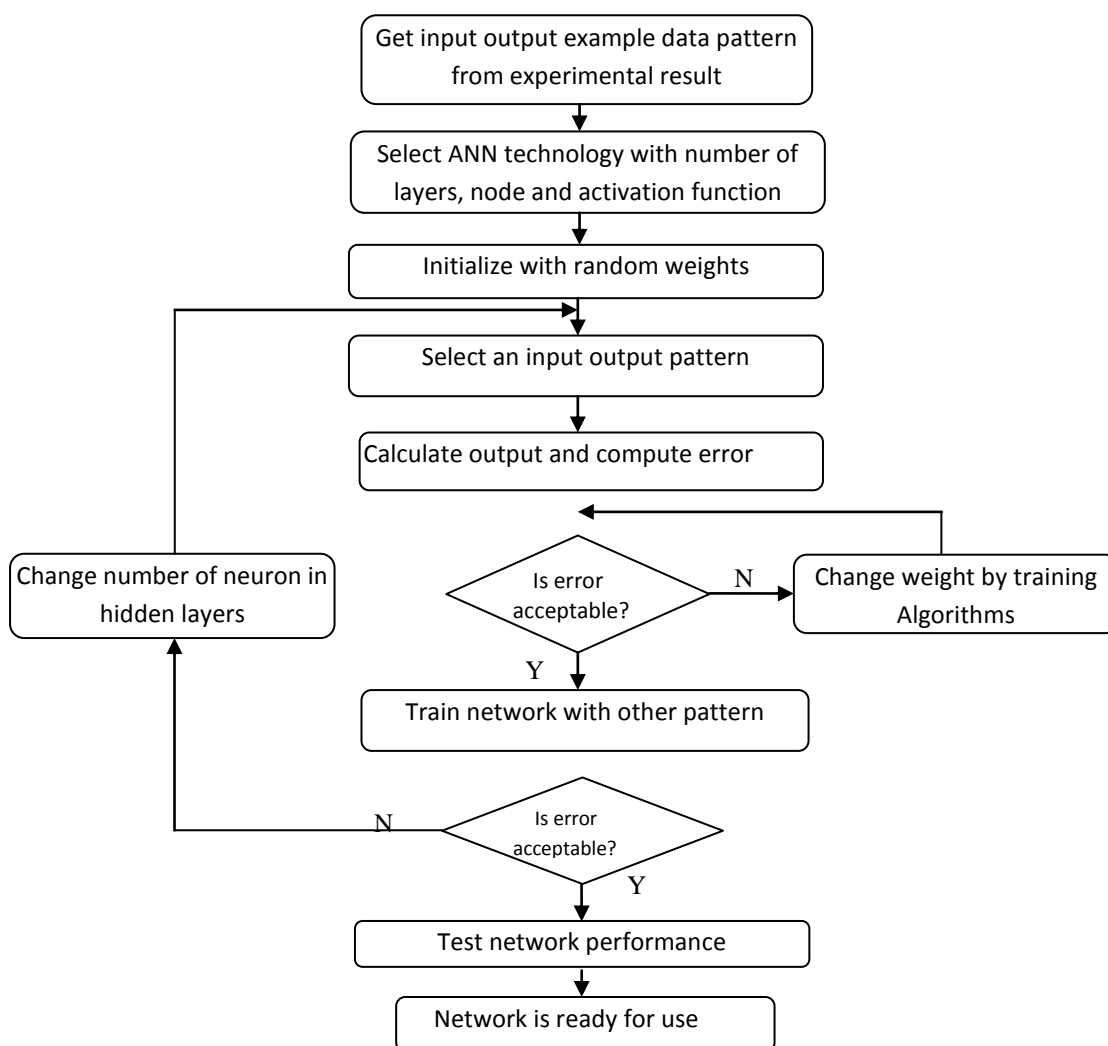 Get input output example data pattern
from experimental result
Select ANN technology with number of
layers, node and activation function
Initialize with random weights
Select an input output pattern
Calculate output and compute error
Change number of neuron in
hidden layers
Is error
acceptable?
N
Change weight by training
Algorithms
Y
Train network with other pattern
N
Is error
acceptable?
Y
Test network performance
Network is ready for use